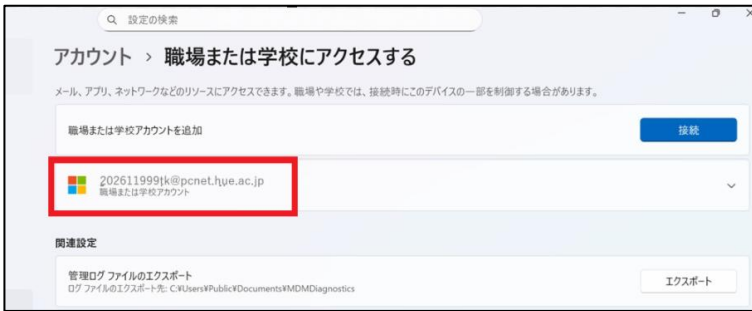 設定の検索
アカウント › 職場または学校にアクセスする
メール、アプリ、ネットワークなどのリソースにアクセスできます。職場や学校では、接続時にこのデバイスの一部を制御する場合があります。
職場または学校アカウントを追加
接続
202611999tk@pcnet.hue.ac.jp
職場または学校アカウント
関連設定
管理ログ ファイルのエクスポート
ログ ファイルのエクスポート先: C:¥Users¥Public¥Documents¥MDMDiagnostics
エクスポート